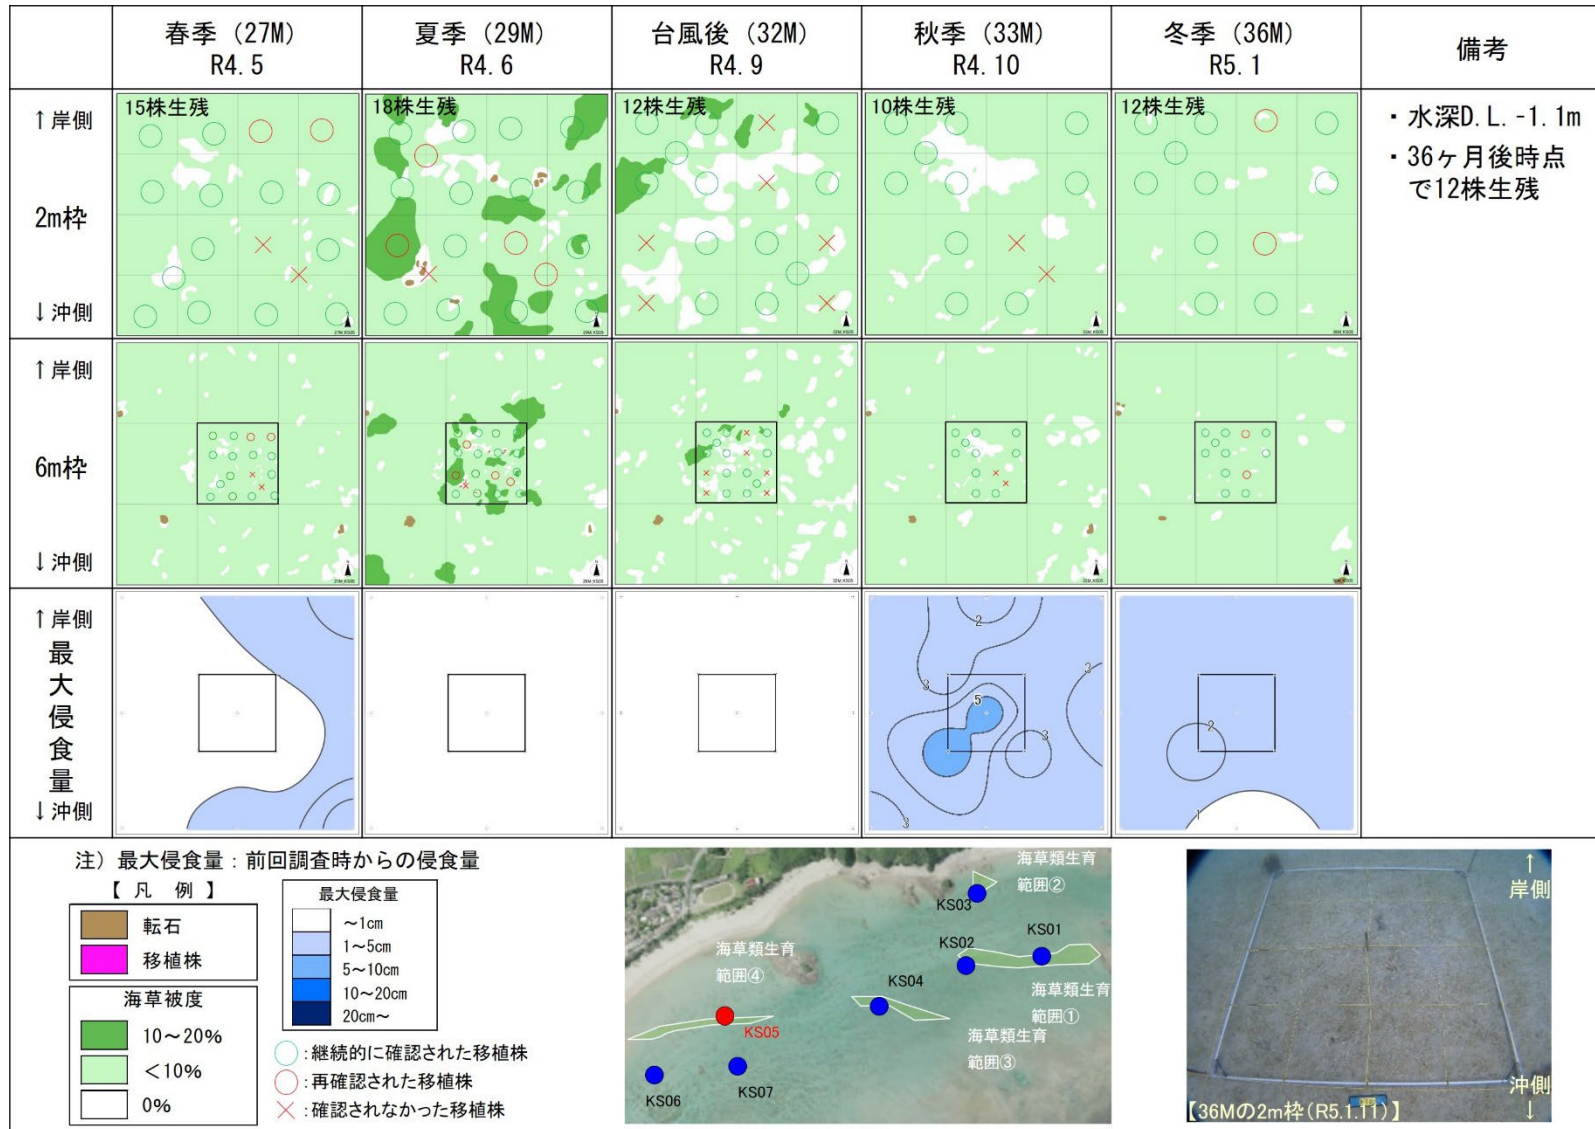 春季（27M）
R4.5
夏季（29M）
R4.6
台風後（32M）
R4.9
秋季（33M）
R4.10
冬季（36M）
R5.1
備考
↑岸側
2m枠
↓沖側
15株生残
18株生残
12株生残
10株生残
12株生残
・水深D.L.-1.1m
・36ヶ月後時点
で12株生残
↑岸側
6m枠
↓沖側
↑岸側
最大侵食量
↓沖側
2
3
5
3
3
3
2
1
注）最大侵食量：前回調査時からの侵食量
【 凡 例 】
転石
移植株
海草被度
10～20%
＜10%
0%
最大侵食量
～1cm
1～5cm
5～10cm
10～20cm
20cm～
：継続的に確認された移植株
：再確認された移植株
：確認されなかった移植株
海草類生育
範囲②
KS03
KS02
KS01
海草類生育
範囲④
KS04
海草類生育
範囲①
KS05
海草類生育
範囲③
KS06
KS07
↑
岸側
沖側
↓
【36Mの2m枠(R5.1.11)】